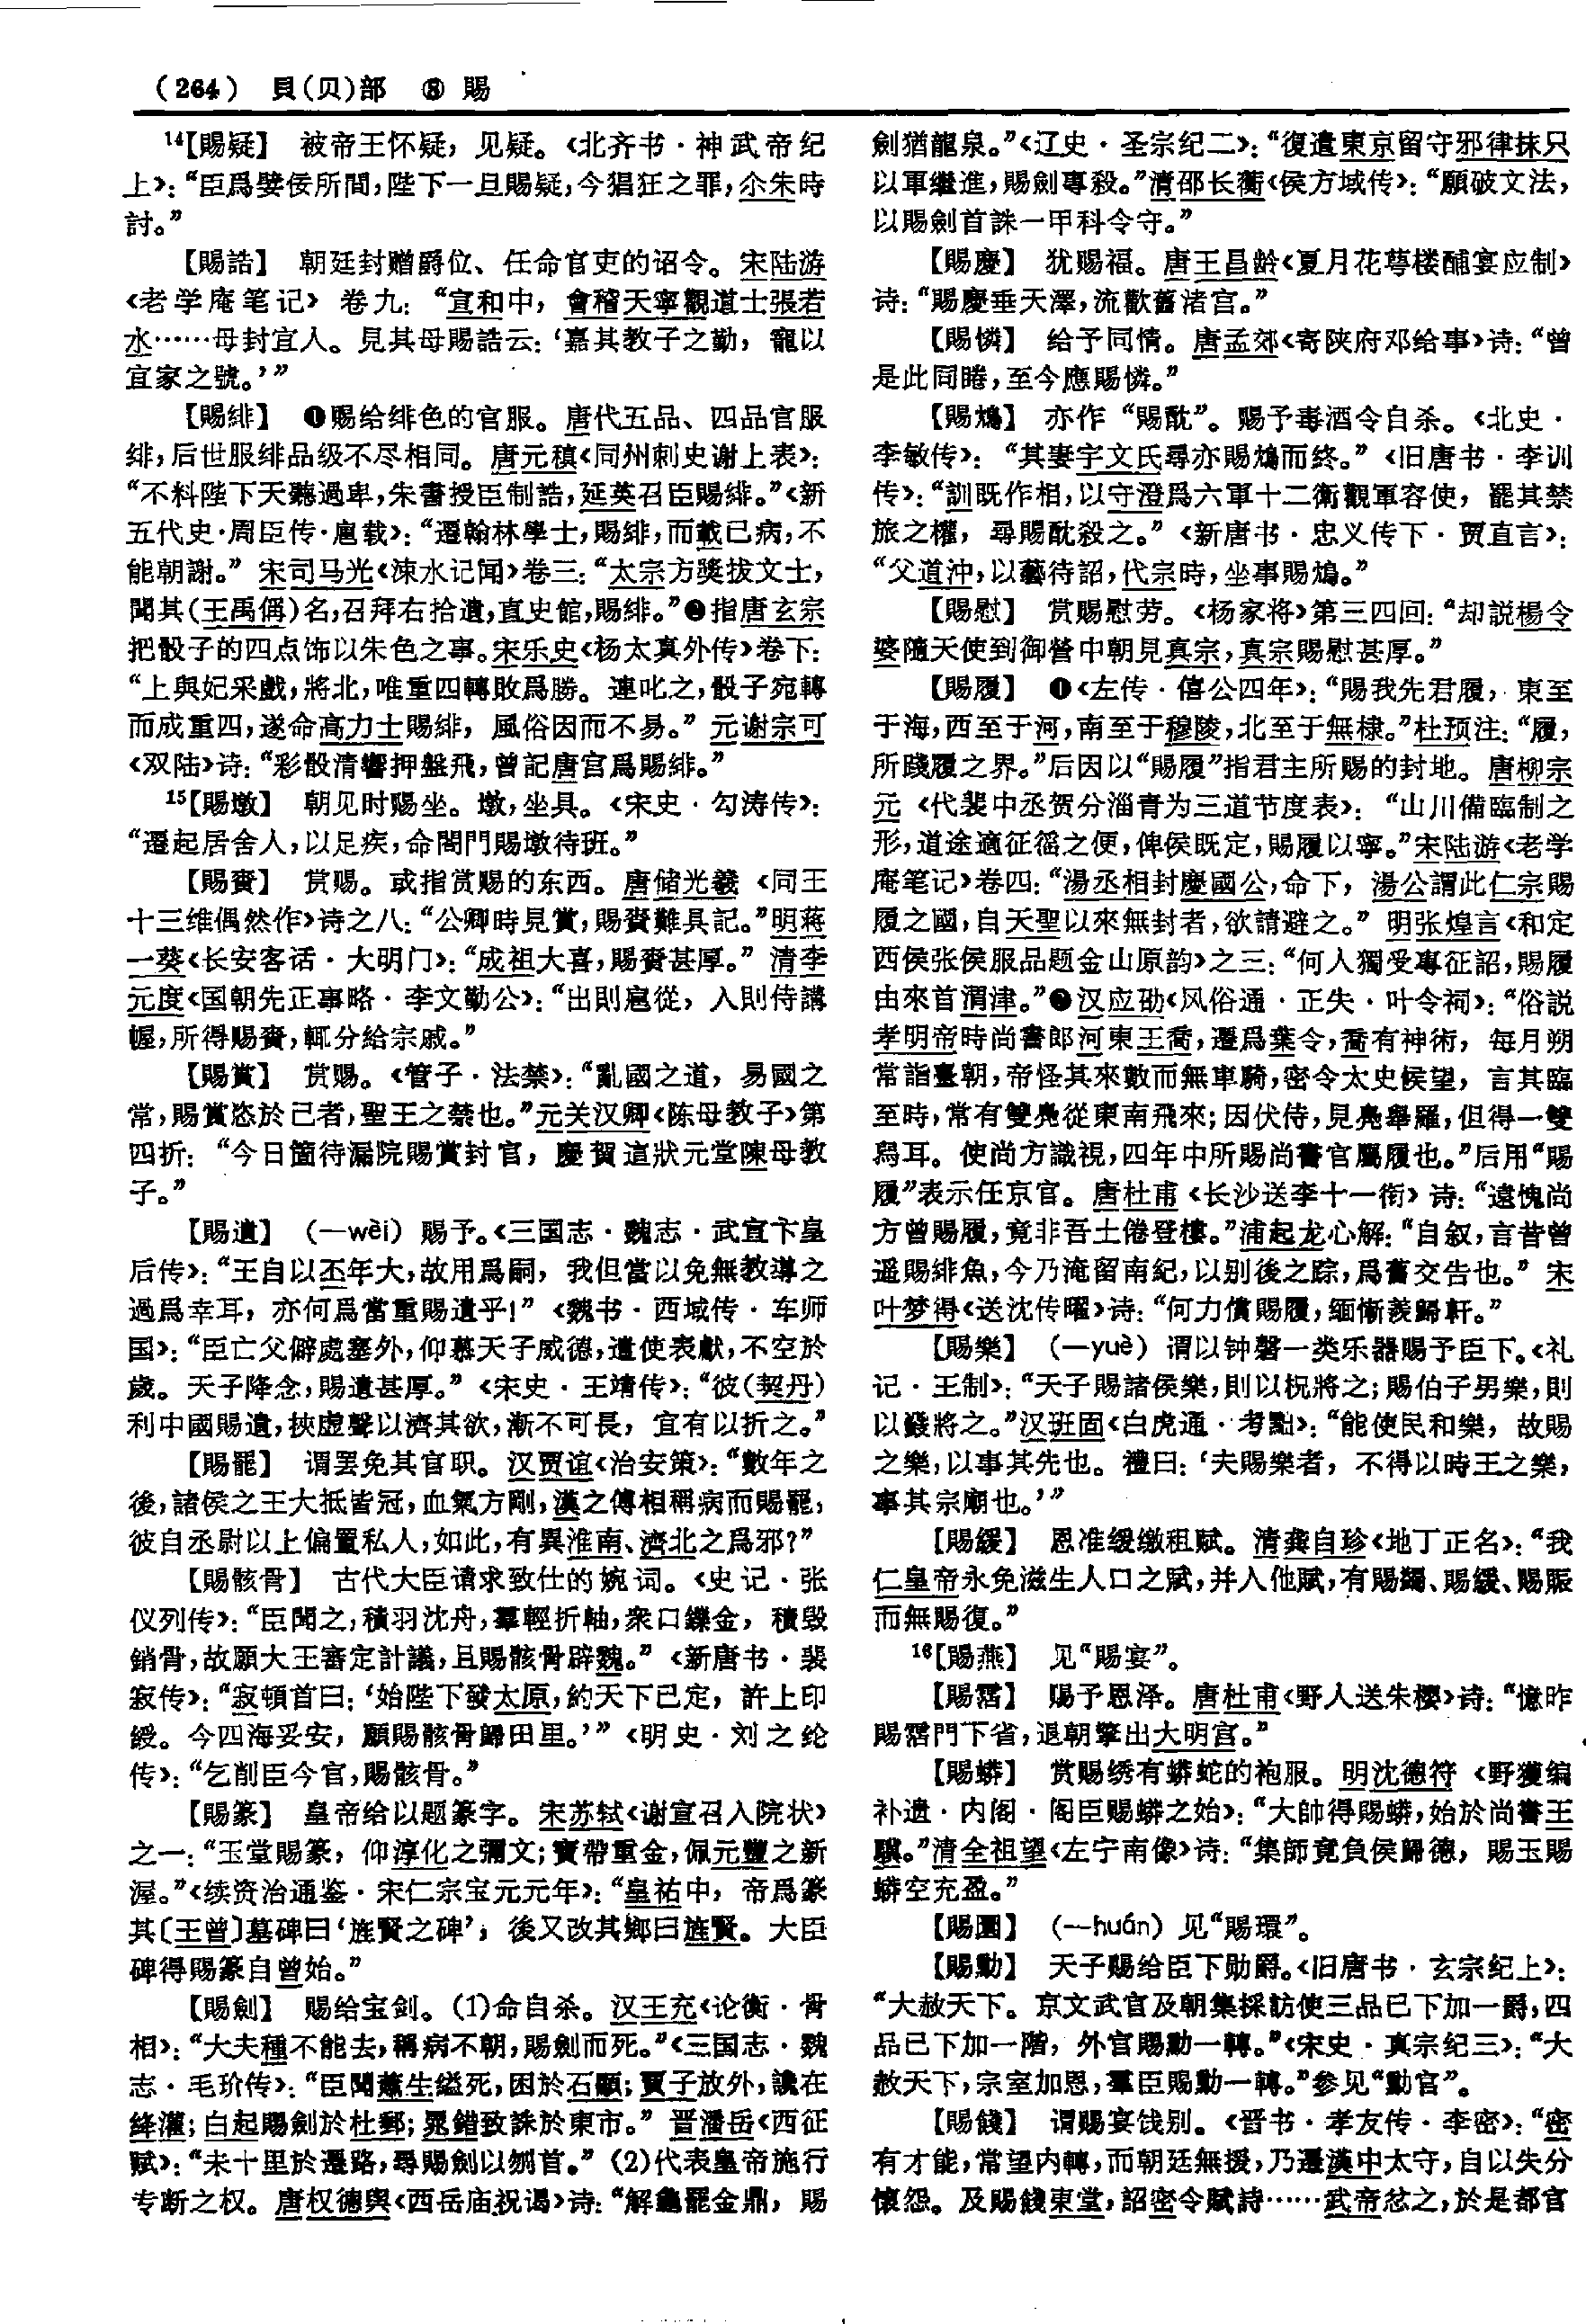 （264） 貝（贝）部 ⑧ 賜
14【賜疑】 被帝王怀疑，见疑。《北齐书·神武帝纪
上》：“臣爲嬖佞所間，陛下一旦賜疑，今猖狂之罪，尒朱時
討。”
【賜誥】 朝廷封赠爵位、任命官吏的诏令。宋陆游
《老学庵笔记》卷九：“宣和中，會稽天寧觀道士張若
水……母封宜人。見其母賜誥云：‘嘉其教子之勤，寵以
宜家之號。’”
【賜緋】 ❶赐给绯色的官服。唐代五品、四品官服
绯，后世服绯品级不尽相同。唐元稹《同州刺史谢上表》：
“不料陛下天聽過卑，朱書授臣制誥，延英召臣賜緋。”《新
五代史·周臣传·扈载》：“遷翰林學士，賜緋，而載已病，不
能朝謝。”宋司马光《涑水记闻》卷三：“太宗方奬拔文士，
聞其（王禹偁）名，召拜右拾遺，直史館，賜緋。”❷指唐玄宗
把骰子的四点饰以朱色之事。宋乐史《杨太真外传》卷下：
“上與妃采戲，將北，唯重四轉敗爲勝。連叱之，骰子宛轉
而成重四，遂命高力士賜緋，風俗因而不易。”元谢宗可
《双陆》诗：“彩骰清響押盤飛，曾記唐宫爲賜緋。”
15【賜墩】 朝见时赐坐。墩，坐具。《宋史·勾涛传》：
“遷起居舍人，以足疾，命閤門賜墩待班。”
【賜賚】 赏赐。或指赏赐的东西。唐储光羲《同王
十三维偶然作》诗之八：“公卿時見賞，賜賚難具記。”明蒋
一葵《长安客话·大明门》：“成祖大喜，賜賚甚厚。”清李
元度《国朝先正事略·李文勤公》：“出則扈從，入則侍講
幄，所得賜賚，輒分給宗戚。”
【賜賞】 赏赐。《管子·法禁》：“亂國之道，易國之
常，賜賞恣於己者，聖王之禁也。”元关汉卿《陈母教子》第
四折：“今日箇待漏院賜賞封官，慶賀這狀元堂陳母教
子。”
【賜遺】 （—wèi）赐予。《三国志·魏志·武宣卞皇
后传》：“王自以丕年大，故用爲嗣，我但當以免無教導之
過爲幸耳，亦何爲當重賜遺乎！”《魏书·西域传·车师
国》：“臣亡父僻處塞外，仰慕天子威德，遣使表獻，不空於
歲。天子降念，賜遺甚厚。”《宋史·王靖传》：“彼（契丹）
利中國賜遺，挾虚聲以濟其欲，漸不可長，宜有以折之。”
【賜罷】 谓罢免其官职。汉贾谊《治安策》：“數年之
後，諸侯之王大抵皆冠，血氣方剛，漢之傅相稱病而賜罷，
彼自丞尉以上偏置私人，如此，有異淮南、濟北之爲邪？”
【賜骸骨】 古代大臣请求致仕的婉词。《史记·张
仪列传》：“臣聞之，積羽沈舟，羣輕折軸，衆口鑠金，積毁
銷骨，故願大王審定計議，且賜骸骨辟魏。”《新唐书·裴
寂传》：“寂頓首曰：‘始陛下發太原，約天下已定，許上印
綬。今四海妥安，願賜骸骨歸田里。’”《明史·刘之纶
传》：“乞削臣今官，賜骸骨。”
【賜篆】 皇帝给以题篆字。宋苏轼《谢宣召入院状》
之一：“玉堂賜篆，仰淳化之彌文；寶帶重金，佩元豐之新
渥。”《续资治通鉴·宋仁宗宝元元年》：“皇祐中，帝爲篆
其〔王曾〕墓碑曰‘旌賢之碑’；後又改其鄉曰旌賢。大臣
碑得賜篆自曾始。”
【賜劍】 赐给宝剑。（1）命自杀。汉王充《论衡·骨
相》：“大夫種不能去，稱病不朝，賜劍而死。”《三国志·魏
志·毛玠传》：“臣聞蕭生縊死，困於石顯；賈子放外，讒在
絳灌；白起賜劍於杜郵；晁錯致誅於東市。”晋潘岳《西征
赋》：“未十里於遷路，尋賜劍以刎首。”（2）代表皇帝施行
专断之权。唐权德舆《西岳庙祝谒》诗：“解龜罷金鼎，賜
劍猶龍泉。”《辽史·圣宗纪二》：“復遣東京留守邪律抹只
以軍繼進，賜劍專殺。”清邵长蘅《侯方域传》：“願破文法，
以賜劍首誅一甲科令守。”
【賜慶】 犹赐福。唐王昌龄《夏月花萼楼酺宴应制》
诗：“賜慶垂天澤，流歡舊渚宫。”
【賜憐】 给予同情。唐孟郊《寄陕府邓给事》诗：“曾
是此同睠，至今應賜憐。”
【賜鴆】 亦作“賜酖”。赐予毒酒令自杀。《北史·
李敏传》：“其妻宇文氏尋亦賜鴆而终。”《旧唐书·李训
传》：“訓既作相，以守澄爲六軍十二衛觀軍容使，罷其禁
旅之權，尋賜酖殺之。”《新唐书·忠义传下·贾直言》：
“父道沖，以藝待詔，代宗時，坐事賜鴆。”
【賜慰】 赏赐慰劳。《杨家将》第三四回：“却説楊令
婆隨天使到御營中朝見真宗，真宗賜慰甚厚。”
【賜履】 ❶《左传·僖公四年》：“賜我先君履，東至
于海，西至于河，南至于穆陵，北至于無棣。”杜预注：“履，
所踐履之界。”后因以“賜履”指君主所赐的封地。唐柳宗
元《代裴中丞贺分淄青为三道节度表》：“山川備臨制之
形，道途適征徭之便，俾侯既定，賜履以寧。”宋陆游《老学
庵笔记》卷四：“湯丞相封慶國公，命下，湯公謂此仁宗賜
履之國，自天聖以來無封者，欲請避之。”明张煌言《和定
西侯张侯服品题金山原韵》之三：“何人獨受專征詔，賜履
由來首渭津。”❷汉应劭《风俗通·正失·叶令祠》：“俗説
孝明帝時尚書郎河東王喬，遷爲葉令，喬有神術，每月朔
常詣臺朝，帝怪其來數而無車騎，密令太史候望，言其臨
至時，常有雙鳧從東南飛來；因伏侍，見鳧舉羅，但得一雙
舄耳。使尚方識視，四年中所賜尚書官屬履也。”后用“賜
履”表示任京官。唐杜甫《长沙送李十一衔》诗：“遠愧尚
方曾賜履，竟非吾土倦登樓。”浦起龙心解：“自叙，言昔曾
遥賜緋魚，今乃淹留南紀，以别後之踪，爲舊交告也。”宋
叶梦得《送沈传曜》诗：“何力償賜履，缅慚羨歸軒。”
【賜樂】 （—yuè）谓以钟磬一类乐器赐予臣下。《礼
记·王制》：“天子賜諸侯樂，則以柷將之；賜伯子男樂，則
以鼗將之。”汉班固《白虎通·考黜》：“能使民和樂，故賜
之樂，以事其先也。禮曰：‘夫賜樂者，不得以時王之樂，
事其宗廟也。’”
【賜緩】 恩准缓缴租赋。清龚自珍《地丁正名》：“我
仁皇帝永免滋生人口之賦，并入他賦，有賜蠲、賜緩、賜賑
而無賜復。”
16【賜燕】 见“賜宴”。
【賜霑】 赐予恩泽。唐杜甫《野人送朱樱》诗：“憶昨
賜霑門下省，退朝擎出大明宫。”
【賜蟒】 赏赐绣有蟒蛇的袍服。明沈德符《野獲编
补遗·内阁·阁臣赐蟒之始》：“大帥得賜蟒，始於尚書王
驥。”清全祖望《左宁南像》诗：“集師竟負侯歸德，賜玉賜
蟒空充盈。”
【賜圜】 （—huán）见“賜環”。
【賜勳】 天子赐给臣下勋爵。《旧唐书·玄宗纪上》：
“大赦天下。京文武官及朝集採訪使三品已下加一爵，四
品已下加一階，外官賜勳一轉。”《宋史·真宗纪三》：“大
赦天下，宗室加恩，羣臣賜勳一轉。”参见“勳官”。
【賜餞】 谓赐宴饯别。《晋书·孝友传·李密》：“密
有才能，常望内轉，而朝廷無援，乃遷漢中太守，自以失分
懷怨。及賜餞東堂，詔密令賦詩……武帝忿之，於是都官